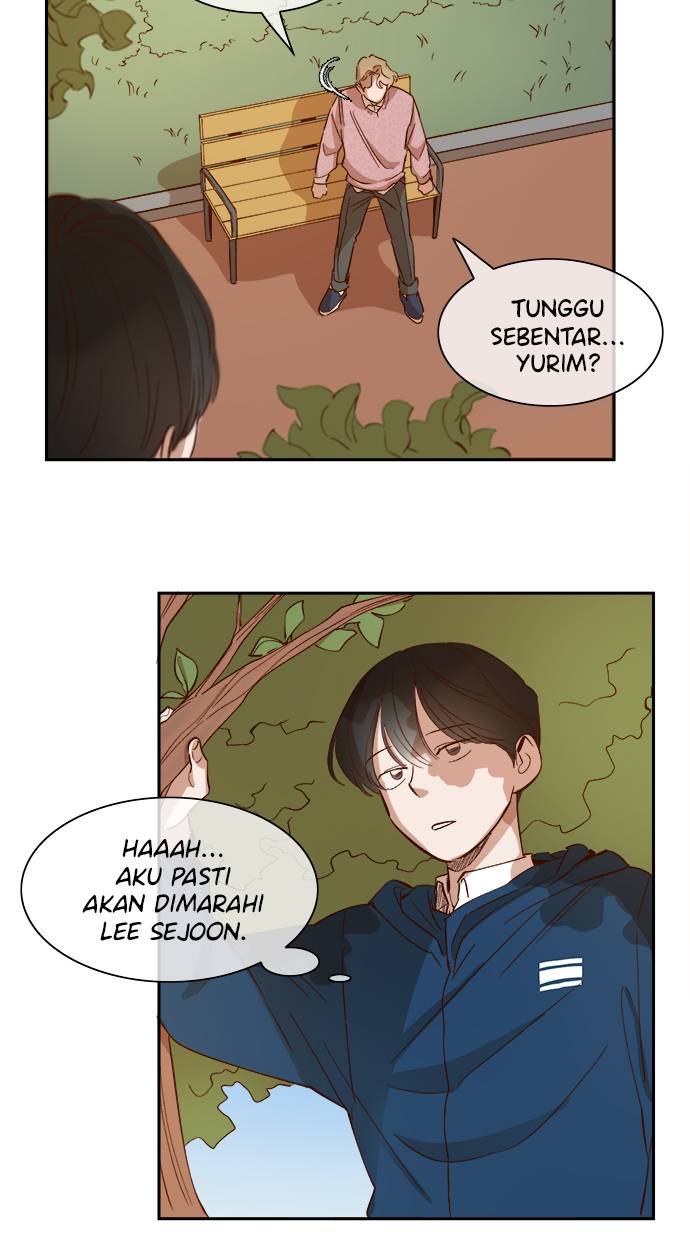 TUNGGU
SEBENTAR...
YURIM?
HAAAH...
AKU PASTI
AKAN DIMARAHI
LEE SEJOON.